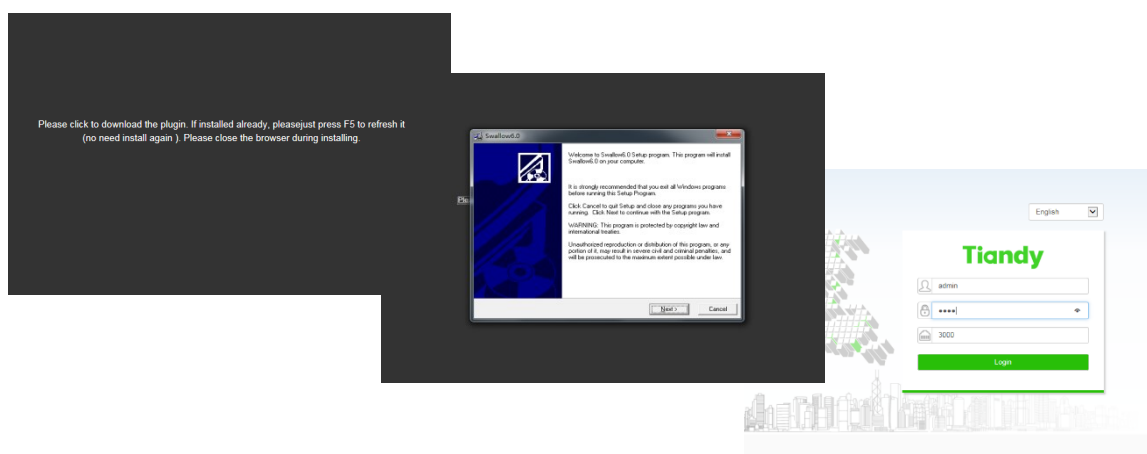 Please click to download the plugin. If installed already, pleasejust press F5 to refresh it
(no need install again ). Please close the browser during installing.
Swallow6.0
Welcome to Swallow6.0 Setup program. This program will install
Swallow6.0 on your computer.
It is strongly recommended that you exit all Windows programs
before running this Setup Program.
Click Cancel to quit Setup and close any programs you have
running. Click Next to continue with the Setup program.
WARNING: This program is protected by copyright law and
international treaties.
Unauthorized reproduction or distribution of this program, or any
portion of it, may result in severe civil and criminal penalties, and
will be prosecuted to the maximum extent possible under law.
Next >
Cancel
English
Tiandy
admin
3000
Login